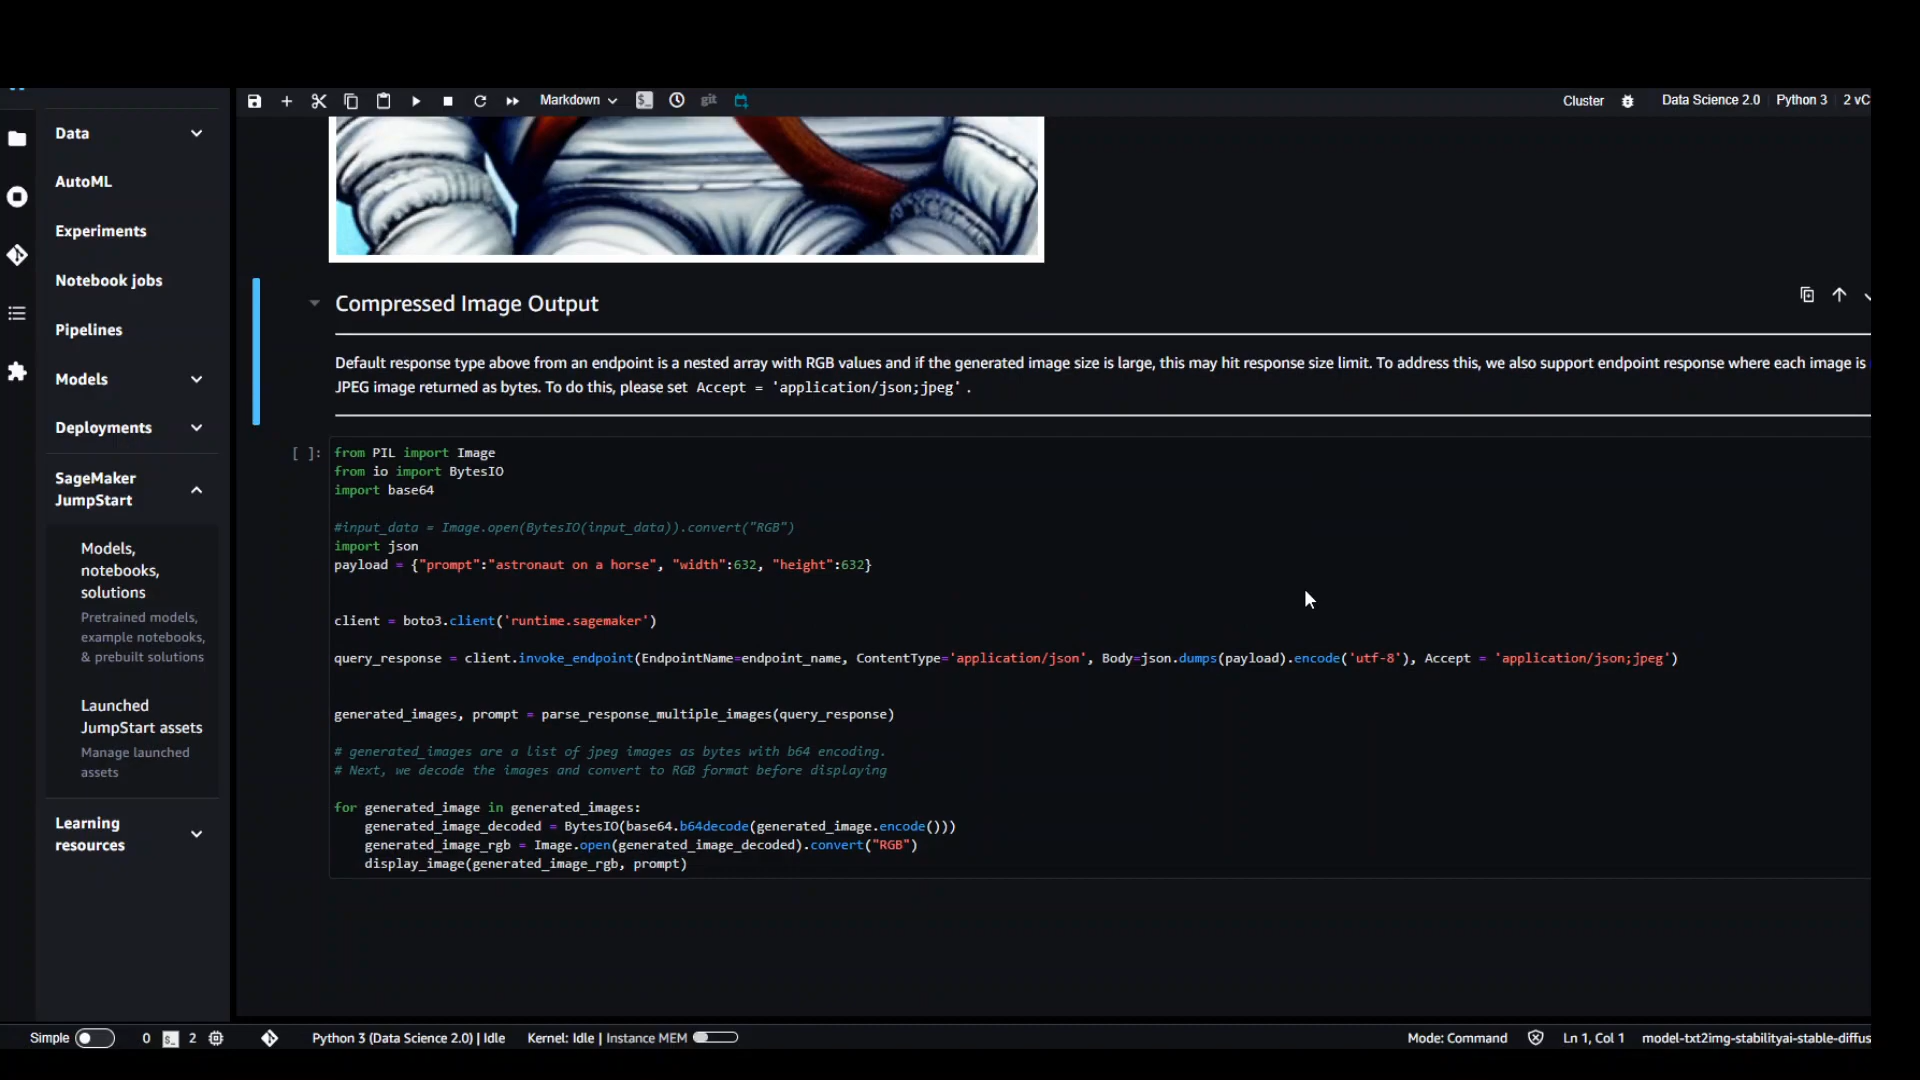 Markdown
git
Cluster
Data Science 2.0
Python 3
2 vC
Data
AutoML
Experiments
Notebook jobs
Pipelines
Models
Deployments
SageMaker
JumpStart
Models,
notebooks,
solutions
Pretrained models,
example notebooks,
& prebuilt solutions
Launched
JumpStart assets
Manage launched
assets
Learning
resources
Compressed Image Output
Default response type above from an endpoint is a nested array with RGB values and if the generated image size is large, this may hit response size limit. To address this, we also support endpoint response where each image is
JPEG image returned as bytes. To do this, please set Accept = 'application/json;jpeg' .
[ ]:
from PIL import Image
from io import BytesIO
import base64
#input_data = Image.open(BytesIO(input_data)).convert("RGB")
import json
payload = {"prompt":"astronaut on a horse", "width":632, "height":632}
client = boto3.client('runtime.sagemaker')
query_response = client.invoke_endpoint(EndpointName=endpoint_name, ContentType='application/json', Body=json.dumps(payload).encode('utf-8'), Accept = 'application/json;jpeg')
generated_images, prompt = parse_response_multiple_images(query_response)
# generated_images are a list of jpeg images as bytes with b64 encoding.
# Next, we decode the images and convert to RGB format before displaying
for generated_image in generated_images:
    generated_image_decoded = BytesIO(base64.b64decode(generated_image.encode()))
    generated_image_rgb = Image.open(generated_image_decoded).convert("RGB")
    display_image(generated_image_rgb, prompt)
Simple
0
2
Python 3 (Data Science 2.0) | Idle
Kernel: Idle | Instance MEM
Mode: Command
Ln 1, Col 1
model-txt2img-stabilityai-stable-diffus